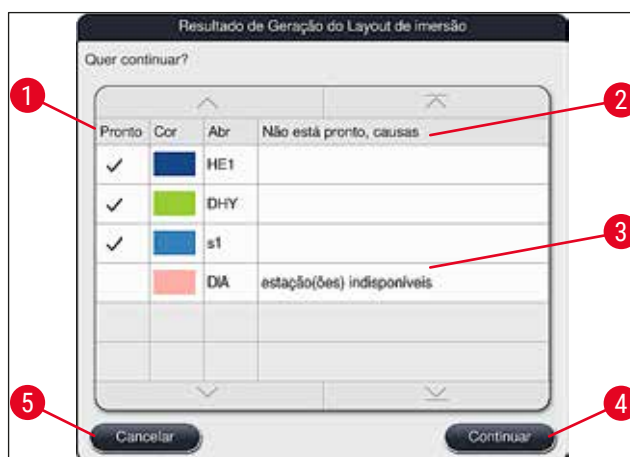 Resultado de Geração do Layout de imersão
Quer continuar?
1
2
Pronto Cor Abr Não está pronto, causas
HE1
DHY
s1
3
DIA estação(ões) indisponíveis
5
4
Cancelar Continuar